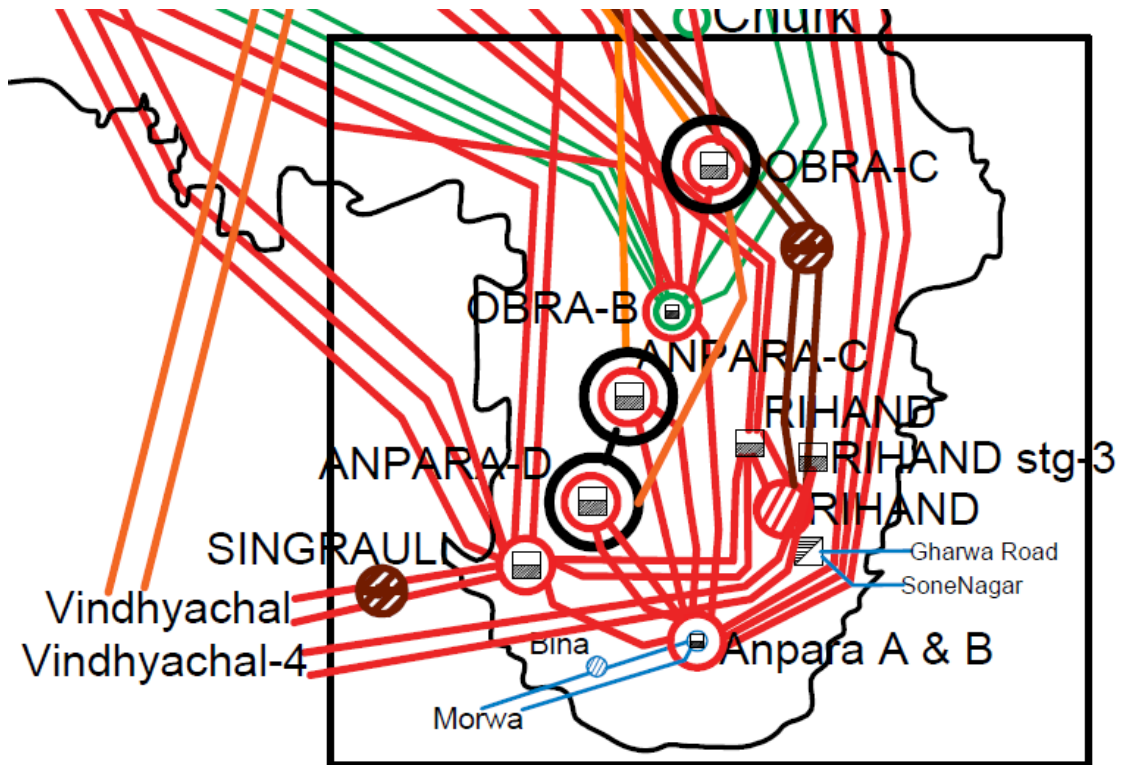 Churk
OBRA-C
OBRA-B
ANPARA-C
RIHAND
ANPARA-D
RIHAND stg-3
RIHAND
SINGRAULI
Gharwa Road
SoneNagar
Vindhyachal
Bina
Anpara A & B
Vindhyachal-4
Morwa